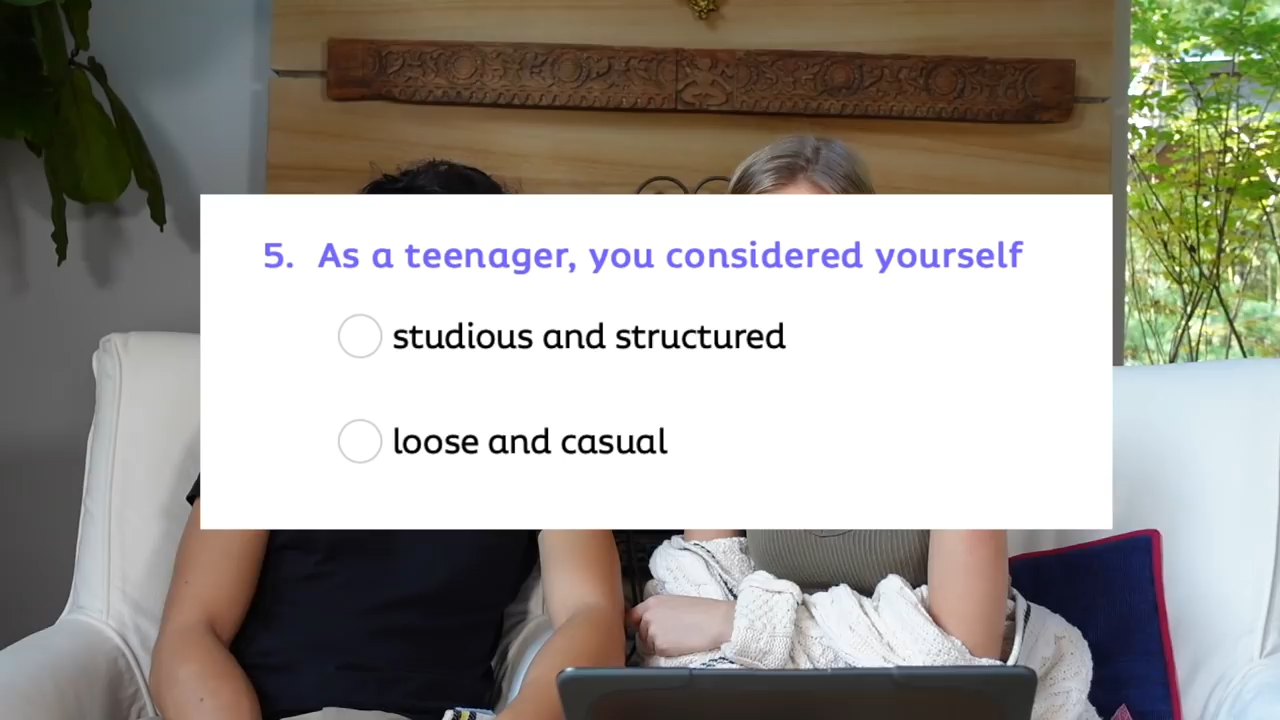 5. As a teenager, you considered yourself
studious and structured
loose and casual